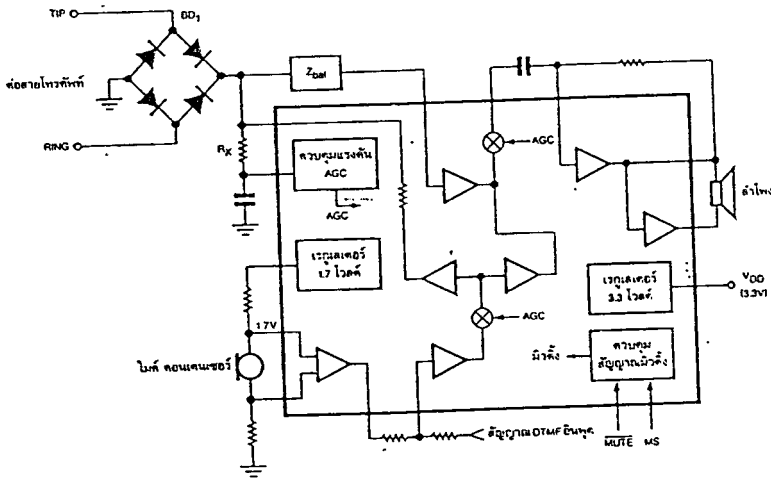 TIP
BD1
ต่อสายโทรศัพท์
RING
Zbal
RX
ควบคุมแรงดัน
AGC
AGC
AGC
ลำโพง
เรกูเลเตอร์
1.7 โวลต์
1.7V
ไมค์ คอนเดนเซอร์
AGC
เรกูเลเตอร์
3.3 โวลต์
VDD
(3.3V)
มิวติ้ง
ควบคุม
สัญญาณมิวติ้ง
สัญญาณ DTMF อินพุต
MUTE MS